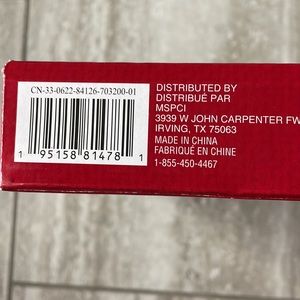 CN-33-0622-84126-703200-01
1 95158 81478 1
DISTRIBUTED BY
DISTRIBUÉ PAR
MSPCI
3939 W JOHN CARPENTER FW
IRVING, TX 75063
MADE IN CHINA
FABRIQUÉ EN CHINE
1-855-450-4467